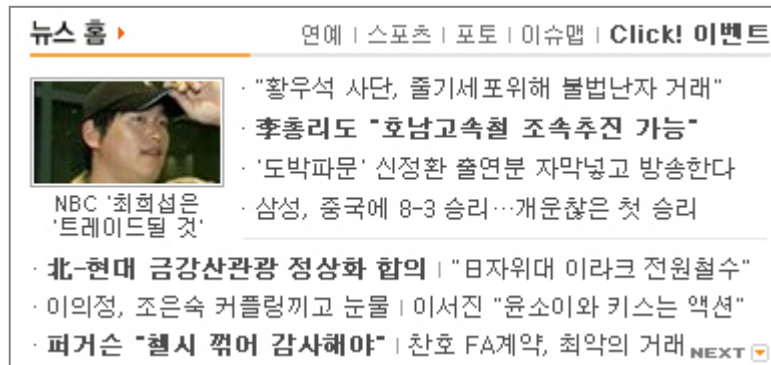 뉴스 홈
연예 | 스포츠 | 포토 | 이슈맵 | Click! 이벤트
· "황우석 사단, 줄기세포위해 불법난자 거래"
· 李총리도 "호남고속철 조속추진 가능"
· '도박파문' 신정환 출연분 자막넣고 방송한다
· 삼성, 중국에 8-3 승리…개운찮은 첫 승리
NBC '최희섭은
'트레이드될 것'
· 北-현대 금강산관광 정상화 합의 | "日자위대 이라크 전원철수"
· 이의정, 조은숙 커플링끼고 눈물 | 이서진 "윤소이와 키스는 액션"
· 퍼거슨 "첼시 꺾어 감사해야" | 찬호 FA계약, 최악의 거래
NEXT